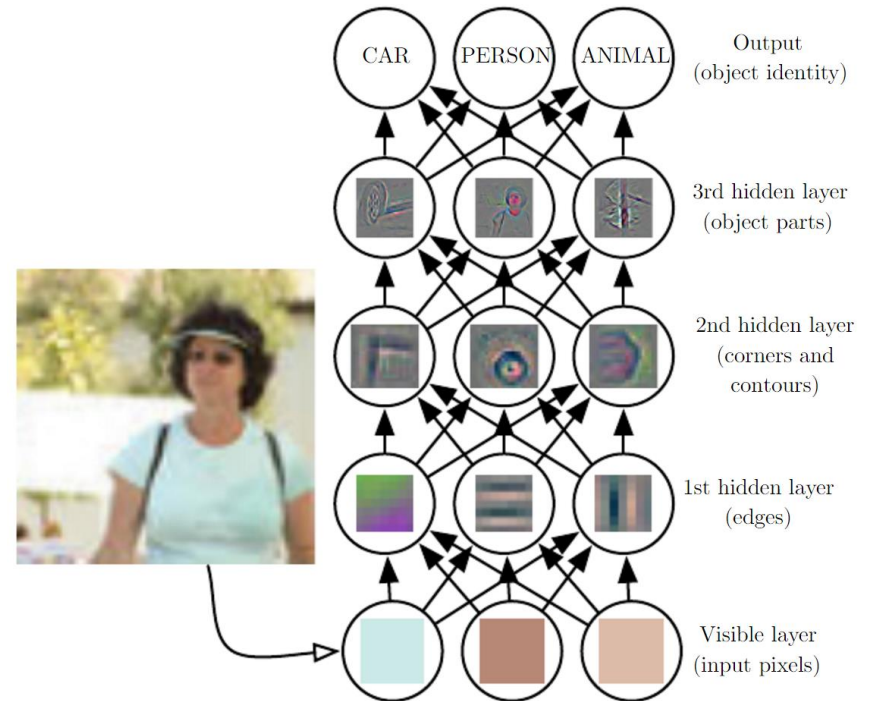 CAR
PERSON
ANIMAL
Output
(object identity)
3rd hidden layer
(object parts)
2nd hidden layer
(corners and
contours)
1st hidden layer
(edges)
Visible layer
(input pixels)